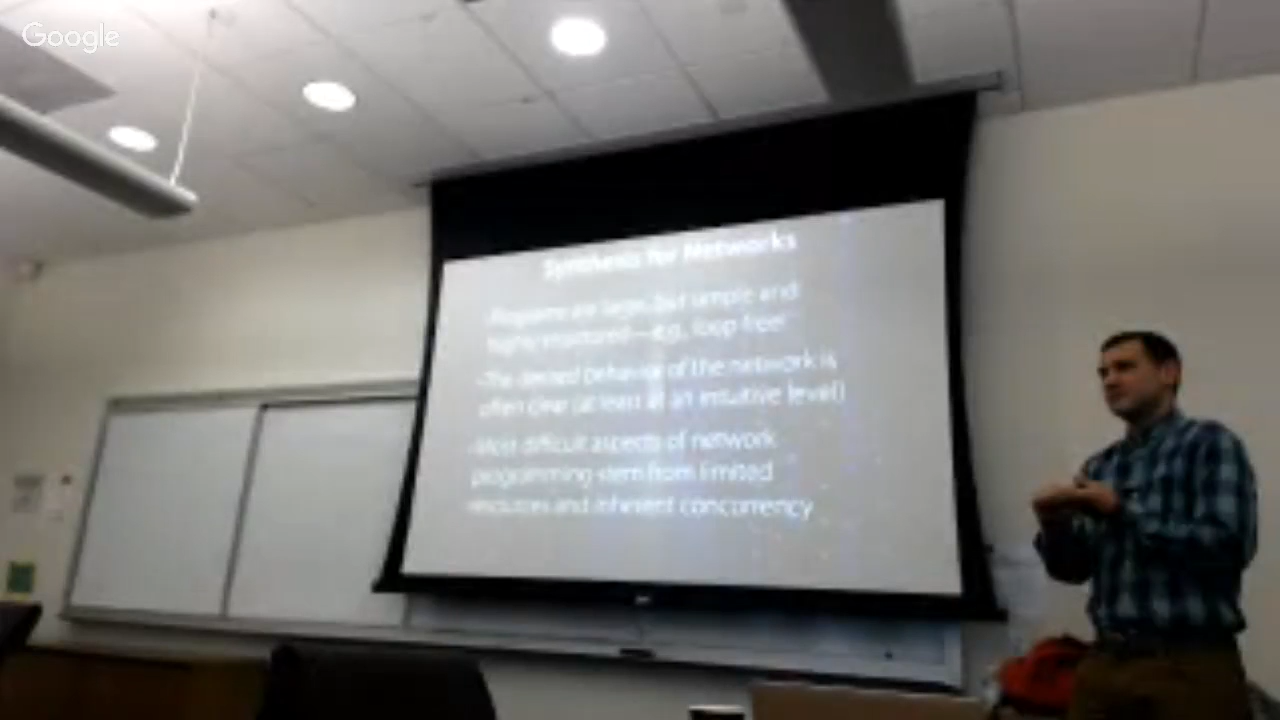 Google
Synthesis for Networks
-Programs are large, but simple and
highly structured—e.g., loop free
-The desired behavior of the network is
often clear (at least at an intuitive level)
-Most difficult aspects of network
programming stem from limited
resources and inherent concurrency